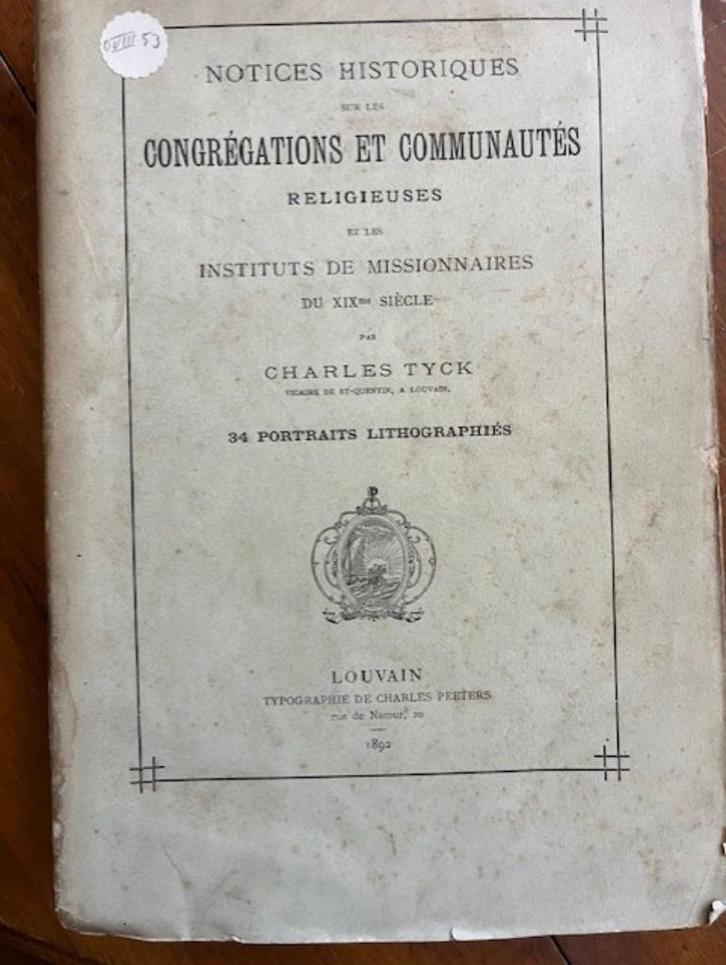 OVIII 53
NOTICES HISTORIQUES
SUR LES
CONGRÉGATIONS ET COMMUNAUTÉS
RELIGIEUSES
ET LES
INSTITUTS DE MISSIONNAIRES
DU XIXme SIÈCLE
PAR
CHARLES TYCK
VICAIRE DE ST-QUENTIN, A LOUVAIN.
34 PORTRAITS LITHOGRAPHIÉS
LOUVAIN
TYPOGRAPHIE DE CHARLES PEETERS
rue de Namur, 20
1892